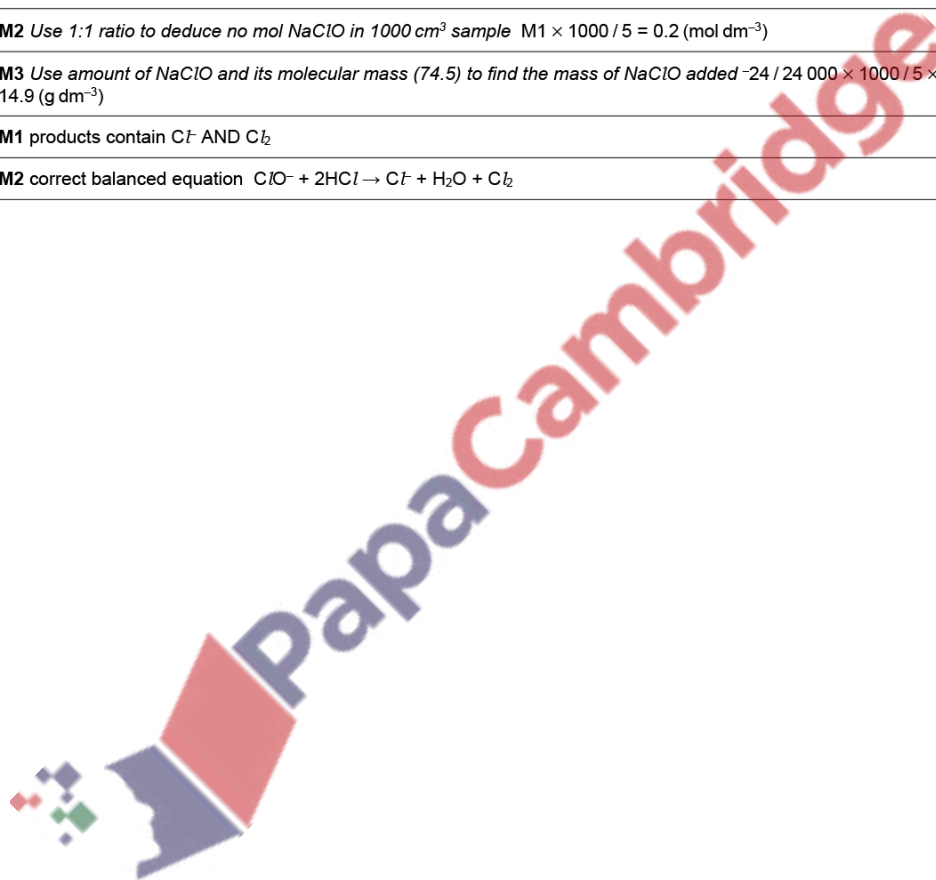 M2 Use 1:1 ratio to deduce no mol NaClO in 1000 cm³ sample M1 × 1000 / 5 = 0.2 (mol dm⁻³)
M3 Use amount of NaClO and its molecular mass (74.5) to find the mass of NaClO added ⁻24 / 24 000 × 1000 / 5 ×
14.9 (g dm⁻³)
M1 products contain Cl⁻ AND Cl₂
M2 correct balanced equation ClO⁻ + 2HCl → Cl⁻ + H₂O + Cl₂
PapaCambridge